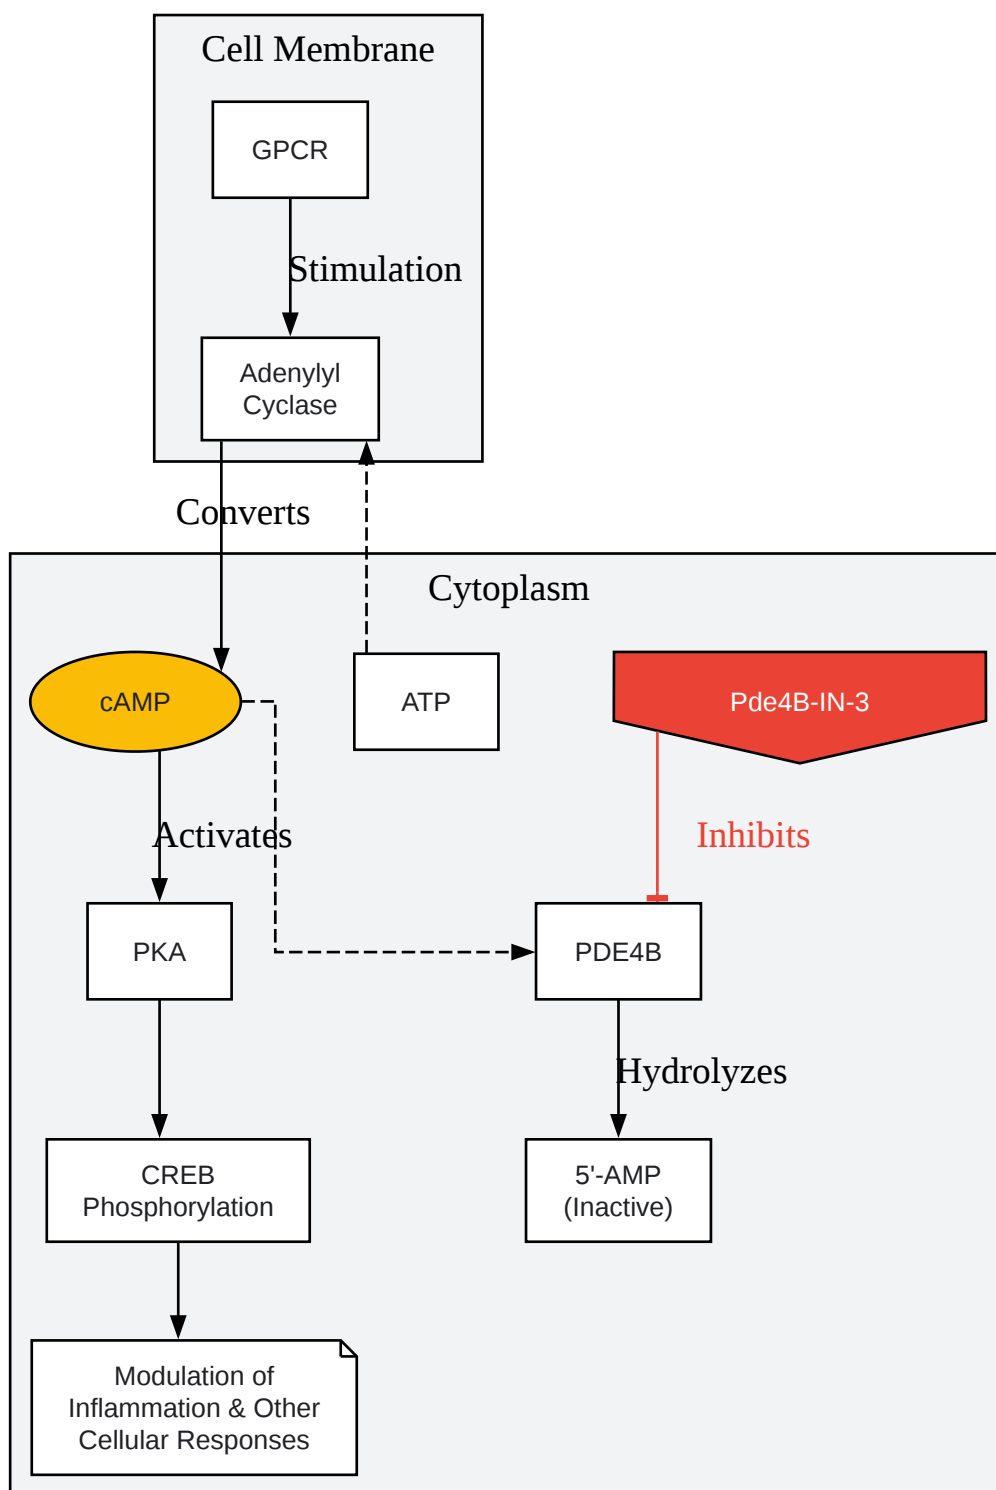 Cell Membrane
GPCR
Stimulation
Adenylyl
Cyclase
Converts
Cytoplasm
cAMP
ATP
Pde4B-IN-3
Activates
Inhibits
PKA
PDE4B
Hydrolyzes
CREB
Phosphorylation
5'-AMP
(Inactive)
Modulation of
Inflammation & Other
Cellular Responses